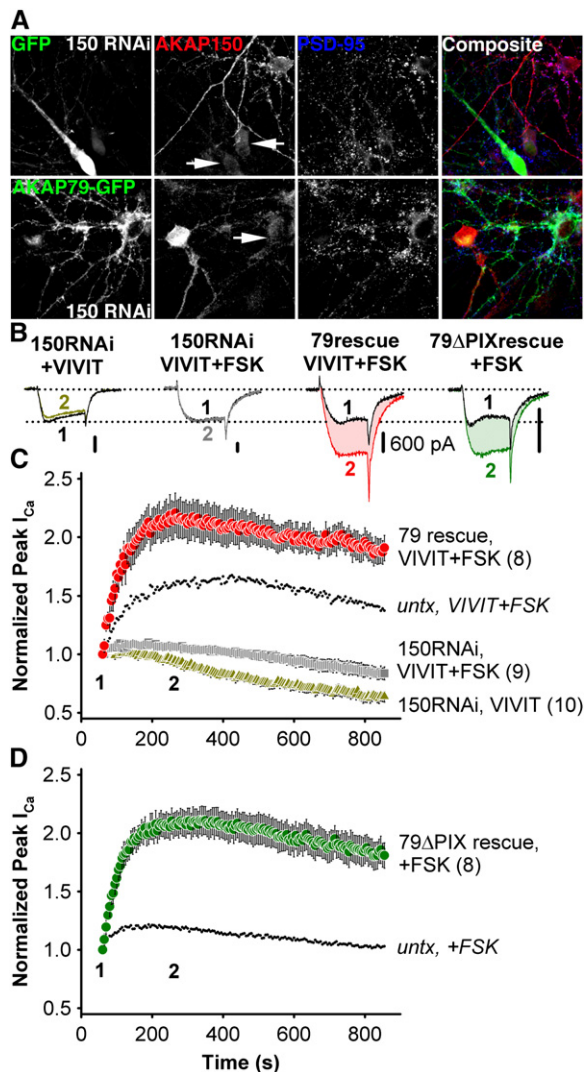 A
GFP 150 RNAi AKAP150 PSD-95 Composite
AKAP79-GFP
150 RNAi
B
150RNAi +VIVIT
150RNAi VIVIT+FSK
79rescue VIVIT+FSK
79ΔPIXrescue +FSK
2
1
1
2
1
2
600 pA
1
2
C
Normalized Peak ICa
2.5
2.0
1.5
1.0
0.5
0 200 400 600 800
1 2
79 rescue,
VIVIT+FSK (8)
untx, VIVIT+FSK
150RNAi,
VIVIT+FSK (9)
150RNAi, VIVIT (10)
D
Normalized Peak ICa
2.5
2.0
1.5
1.0
0.5
0 200 400 600 800
1 2
79ΔPIX rescue,
+FSK (8)
untx, +FSK
Time (s)